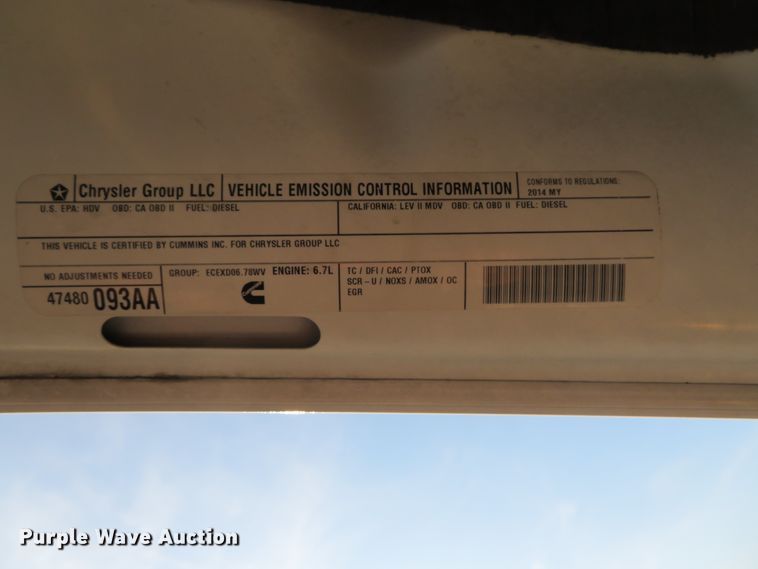 Chrysler Group LLC VEHICLE EMISSION CONTROL INFORMATION CONFORMS TO REGULATIONS:
2014 MY
U.S. EPA: HDV OBD: CA OBD II FUEL: DIESEL CALIFORNIA: LEV II MDV OBD: CA OBD II FUEL: DIESEL
THIS VEHICLE IS CERTIFIED BY CUMMINS INC. FOR CHRYSLER GROUP LLC
NO ADJUSTMENTS NEEDED
47480 093AA
GROUP: ECEXD06.78WV ENGINE: 6.7L
TC / DFI / CAC / PTOX
SCR – U / NOXS / AMOX / OC
EGR
Purple Wave Auction